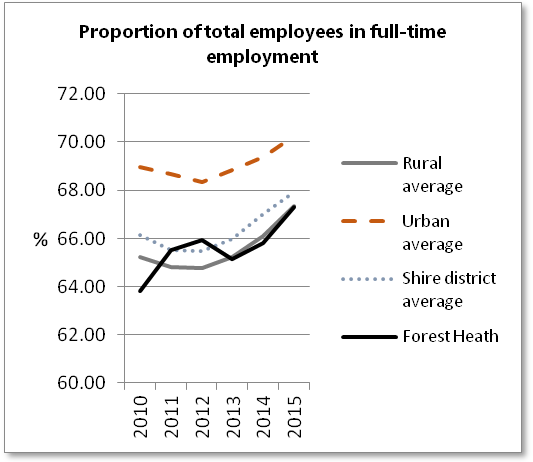 Proportion of total employees in full-time
employment
72.00
70.00
68.00
66.00
64.00
62.00
60.00
%
2010
2011
2012
2013
2014
2015
Rural
average
Urban
average
Shire district
average
Forest Heath